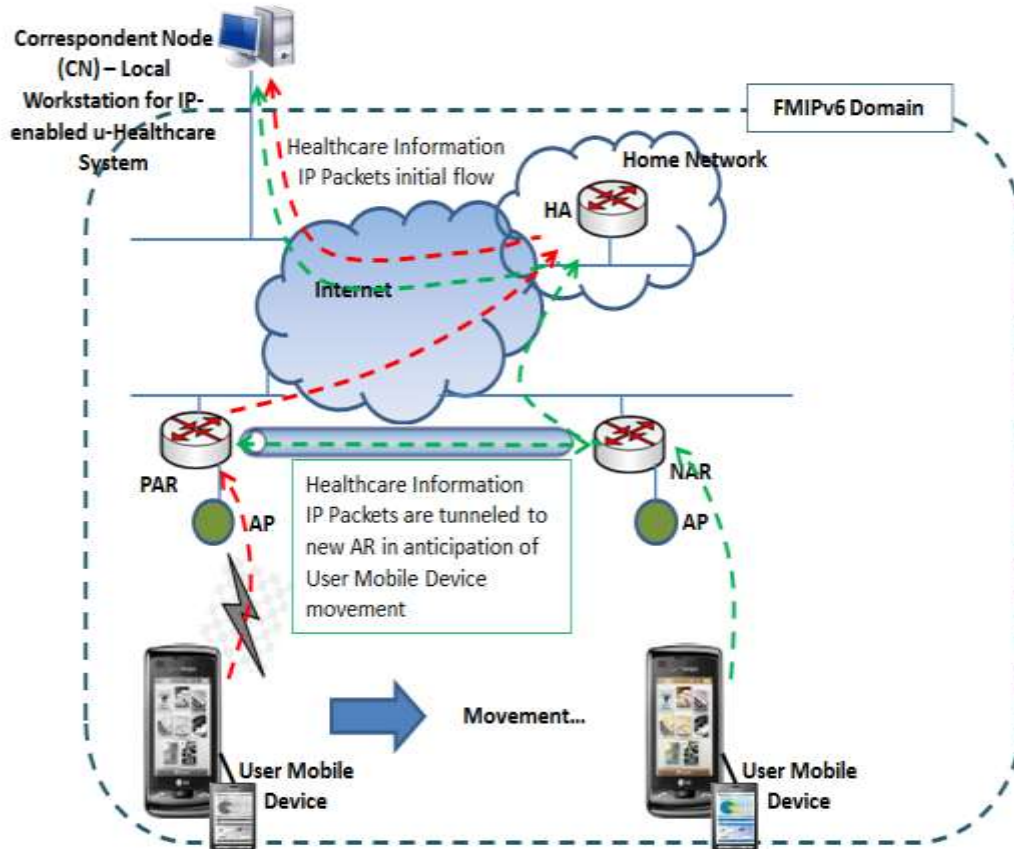 Correspondent Node
(CN) – Local
Workstation for IP-
enabled u-Healthcare
System
FMIPv6 Domain
Healthcare Information
IP Packets initial flow
Home Network
HA
Internet
PAR
NAR
AP
AP
Healthcare Information
IP Packets are tunneled to
new AR in anticipation of
User Mobile Device
movement
Movement...
User Mobile
Device
User Mobile
Device